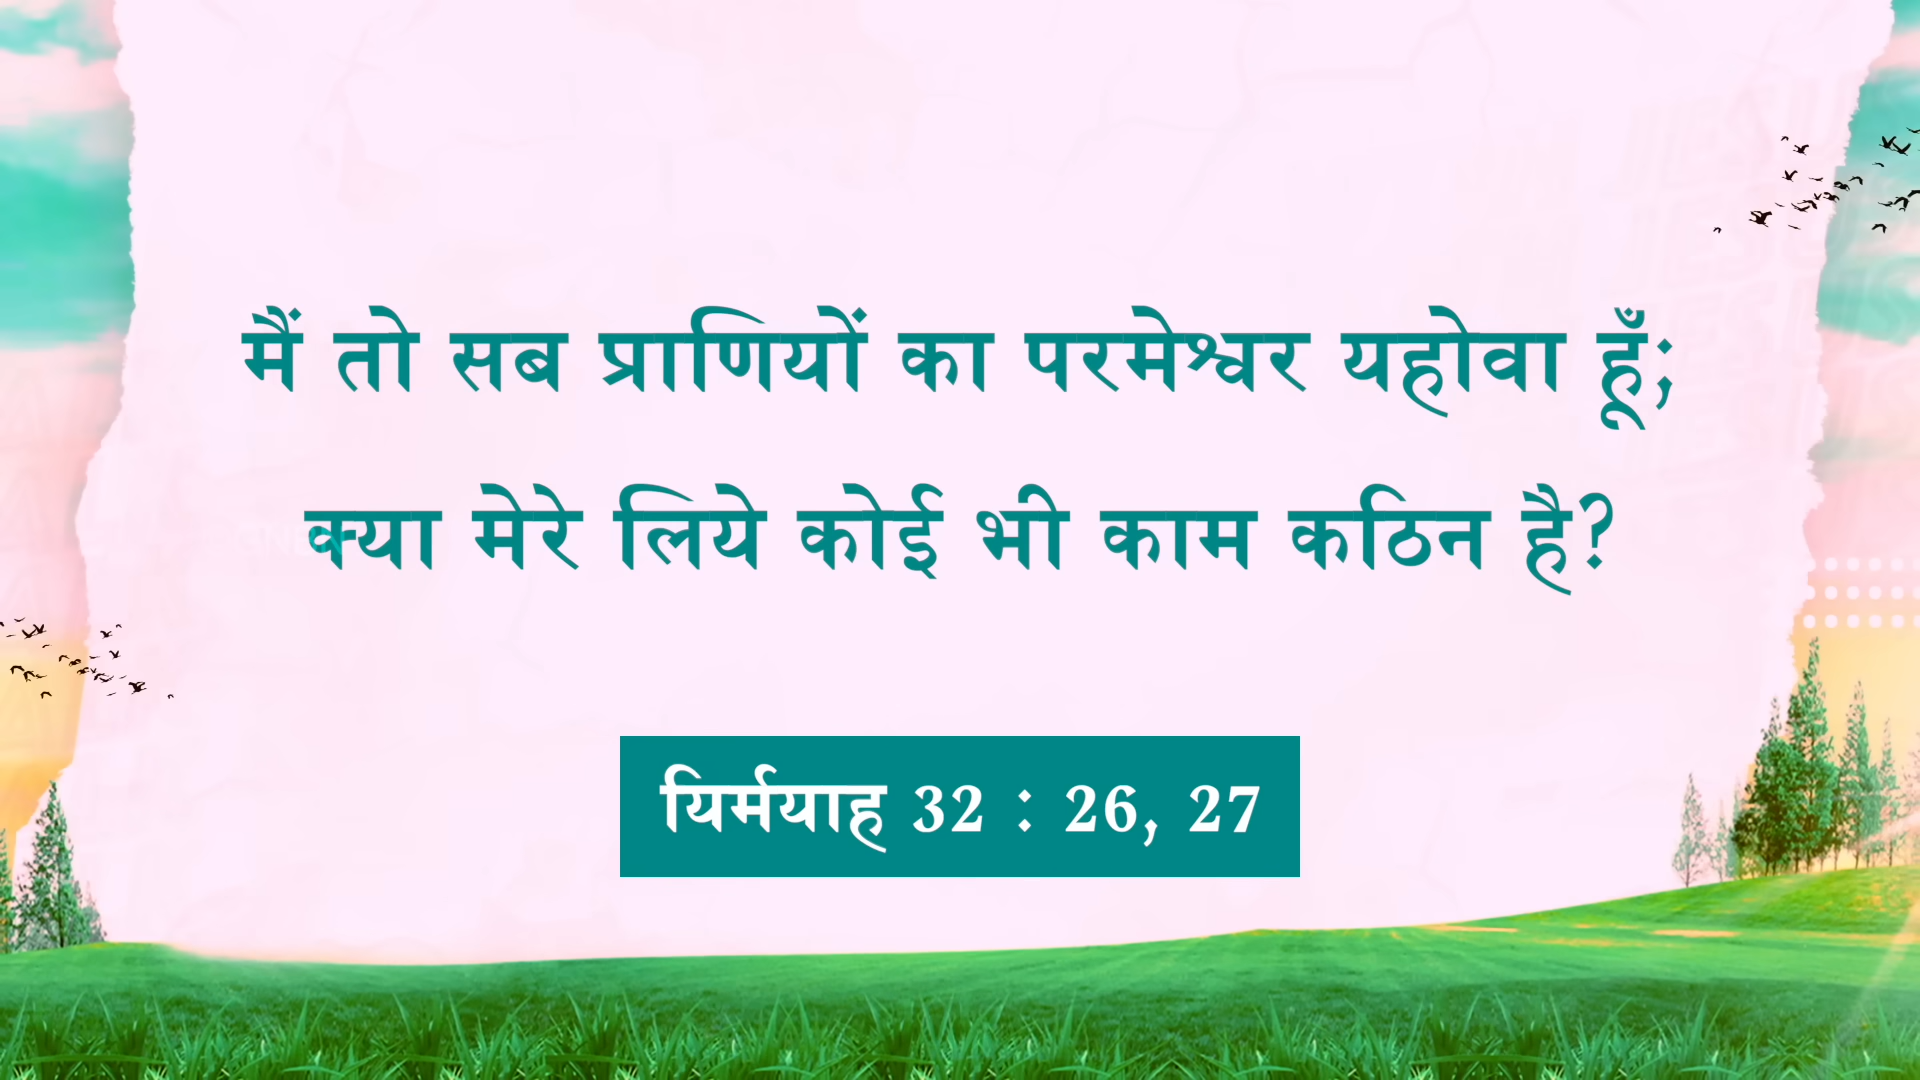 मैं तो सब प्राणियों का परमेश्वर यहोवा हूँ;
क्या मेरे लिये कोई भी काम कठिन है?
यिर्मयाह 32 : 26, 27